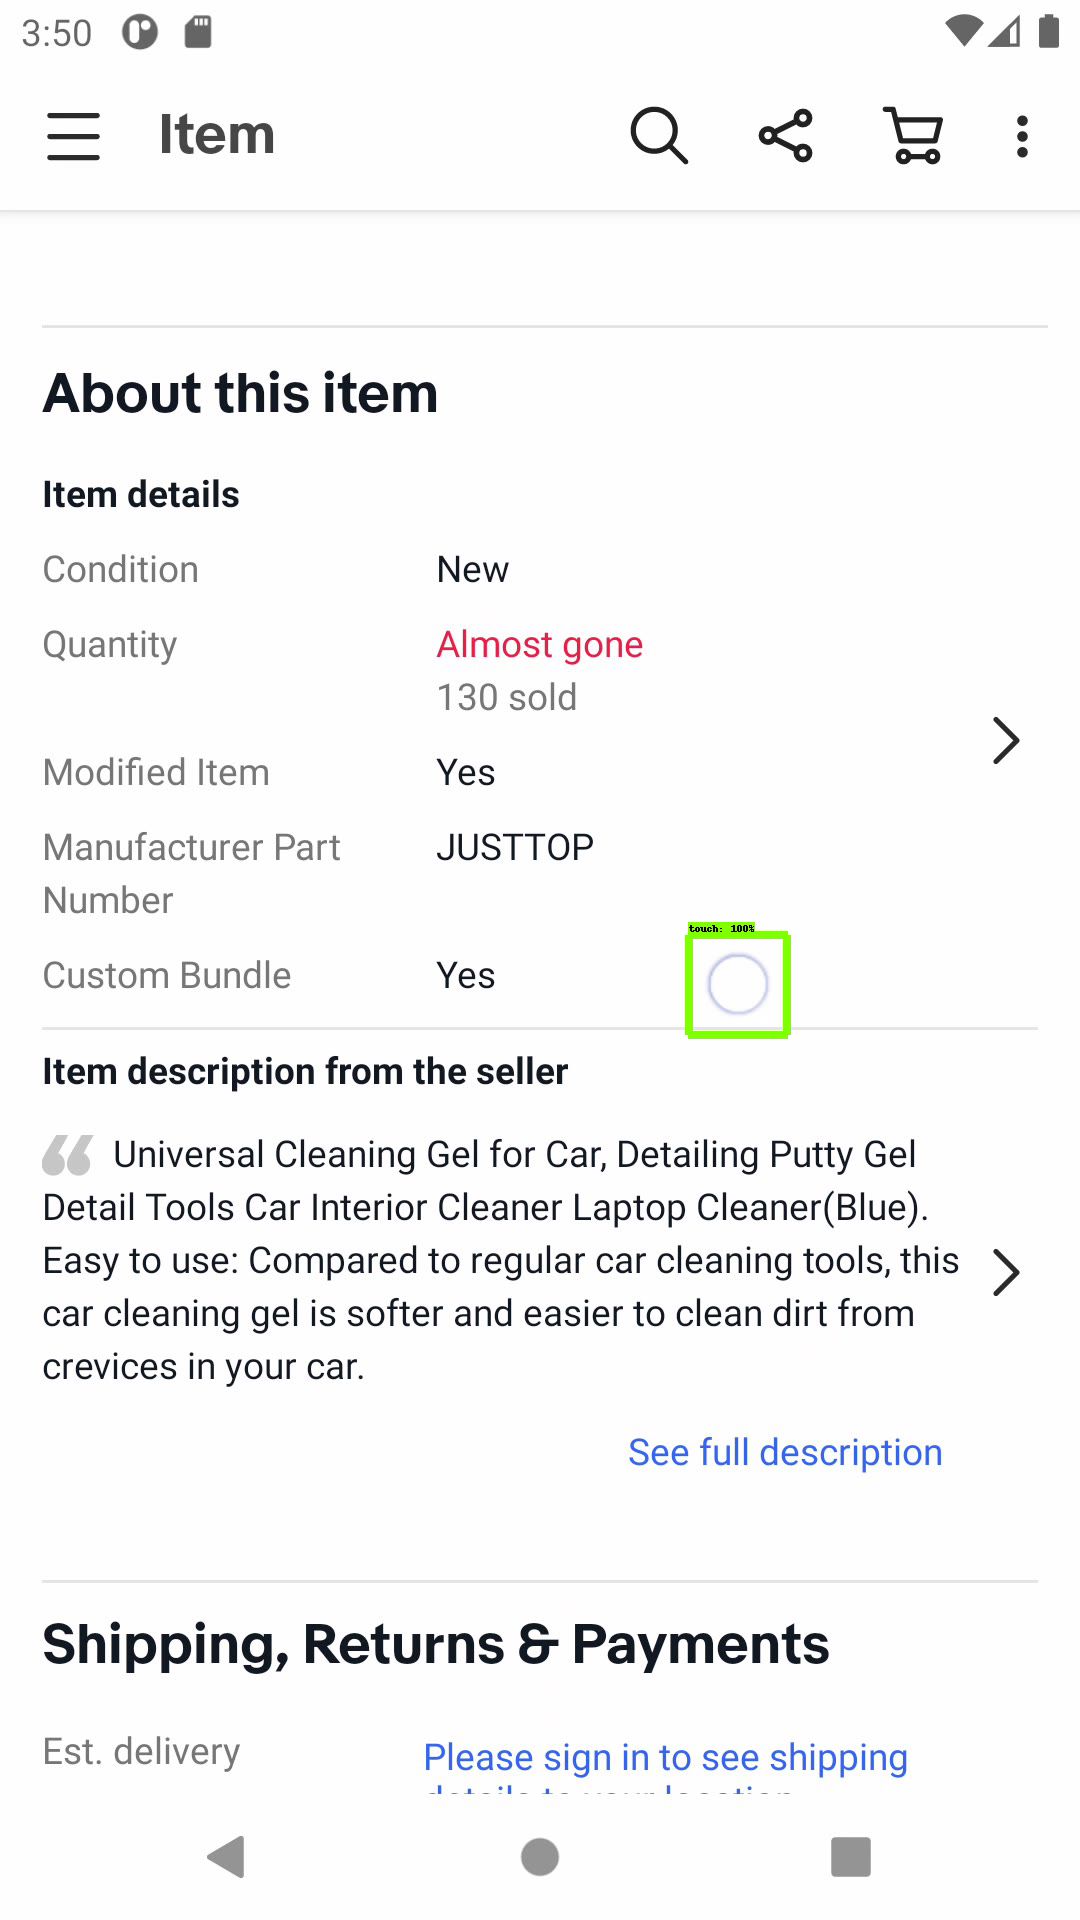 3:50
Item
About this item
Item details
Condition New
Quantity Almost gone
130 sold
Modified Item Yes
Manufacturer Part JUSTTOP
Number
touch: 100%
Custom Bundle Yes
Item description from the seller
Universal Cleaning Gel for Car, Detailing Putty Gel
Detail Tools Car Interior Cleaner Laptop Cleaner(Blue).
Easy to use: Compared to regular car cleaning tools, this
car cleaning gel is softer and easier to clean dirt from
crevices in your car.
See full description
Shipping, Returns & Payments
Est. delivery Please sign in to see shipping
details to your location